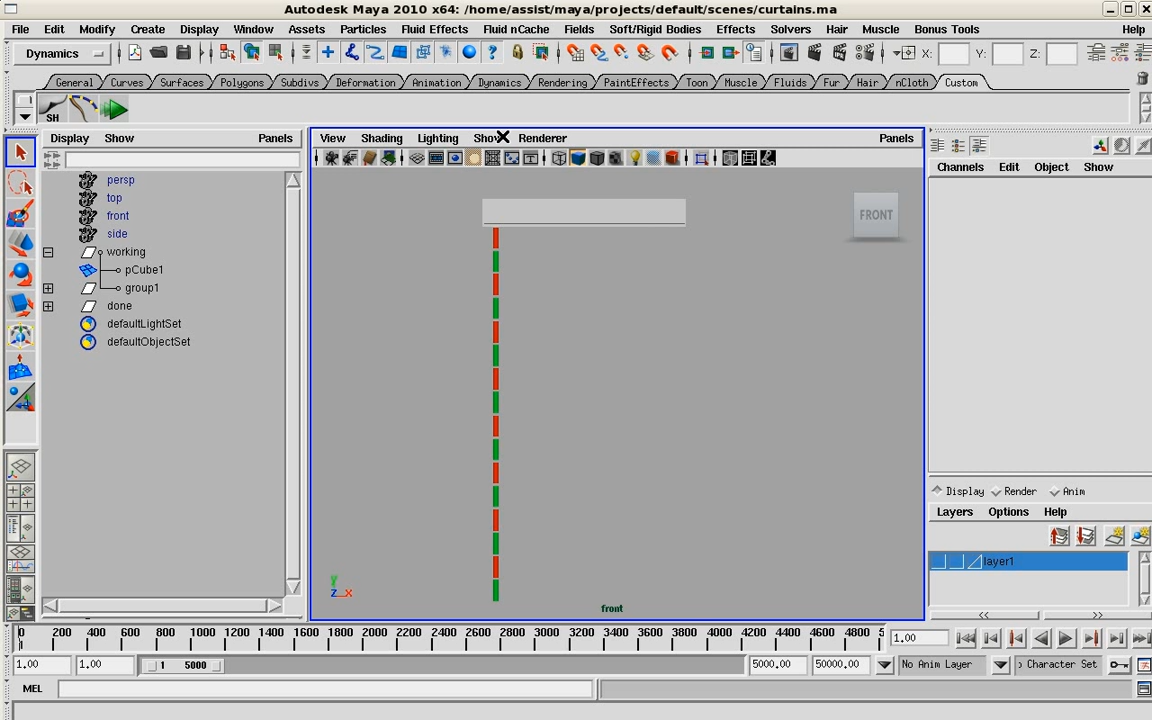 Autodesk Maya 2010 x64: /home/assist/maya/projects/default/scenes/curtains.ma
File Edit Modify Create Display Window Assets Particles Fluid Effects Fluid nCache Fields Soft/Rigid Bodies Effects Solvers Hair Muscle Bonus Tools Help
Dynamics X: Y: Z:
General Curves Surfaces Polygons Subdivs Deformation Animation Dynamics Rendering PaintEffects Toon Muscle Fluids Fur Hair nCloth Custom
SH
Display Show Panels
View Shading Lighting Show Renderer Panels
Channels Edit Object Show
persp
top
front
side
working
pCube1
group1
done
defaultLightSet
defaultObjectSet
FRONT
y
z x
front
Display Render Anim
Layers Options Help
layer1
<< >>
0 200 400 600 800 1000 1200 1400 1600 1800 2000 2200 2400 2600 2800 3000 3200 3400 3600 3800 4000 4200 4400 4600 4800 5 1.00
1.00 1.00 1 5000 5000.00 50000.00 No Anim Layer Character Set
MEL